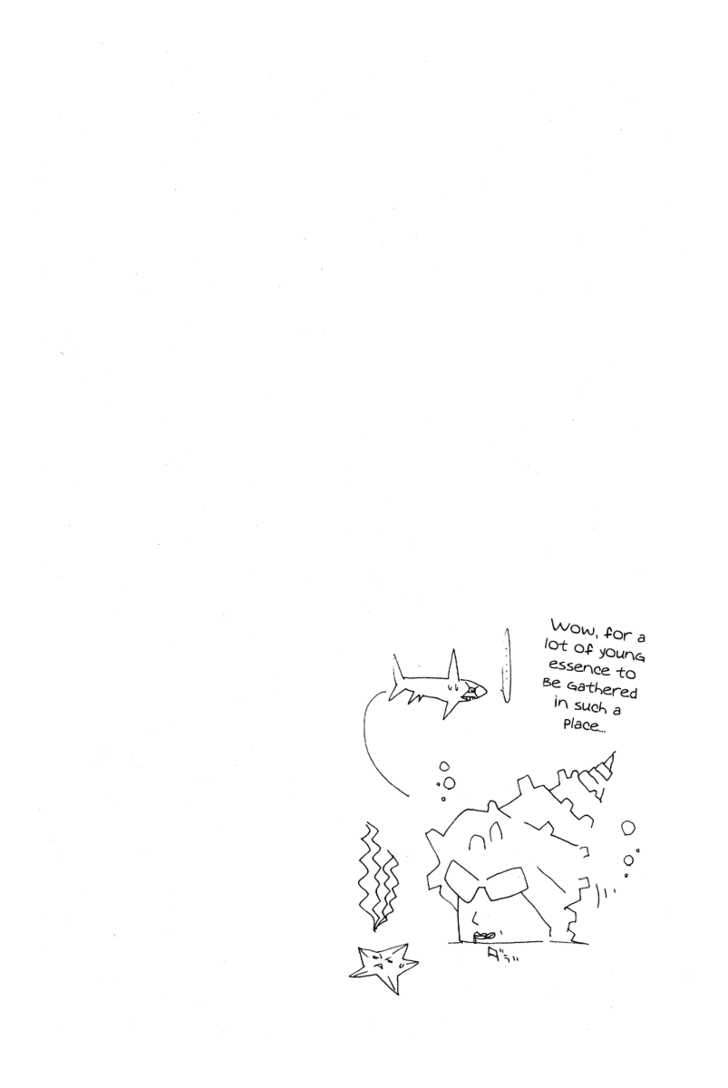 Wow, for a
lot of young
essence to
Be Gathered
in such a
Place...